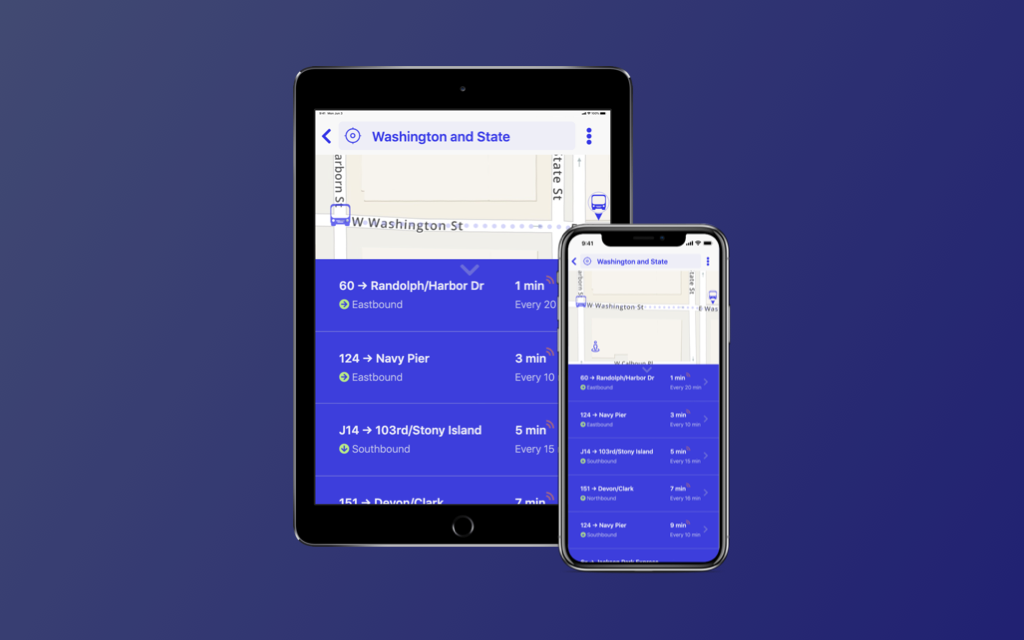 Washington and State
arborn St
tate St
W Washington St
60 → Randolph/Harbor Dr
1 min
Eastbound
Every 20
124 → Navy Pier
3 min
Eastbound
Every 10
J14 → 103rd/Stony Island
5 min
Southbound
Every 15
151 → Devon/Clark
7 min
9:41
Washington and State
arborn St
tate St
W Washington St
E Was
W Calhoun Pl
60 → Randolph/Harbor Dr
1 min
Eastbound
Every 20 min
124 → Navy Pier
3 min
Eastbound
Every 10 min
J14 → 103rd/Stony Island
5 min
Southbound
Every 15 min
151 → Devon/Clark
7 min
Northbound
Every 16 min
124 → Navy Pier
9 min
Southbound
Every 10 min